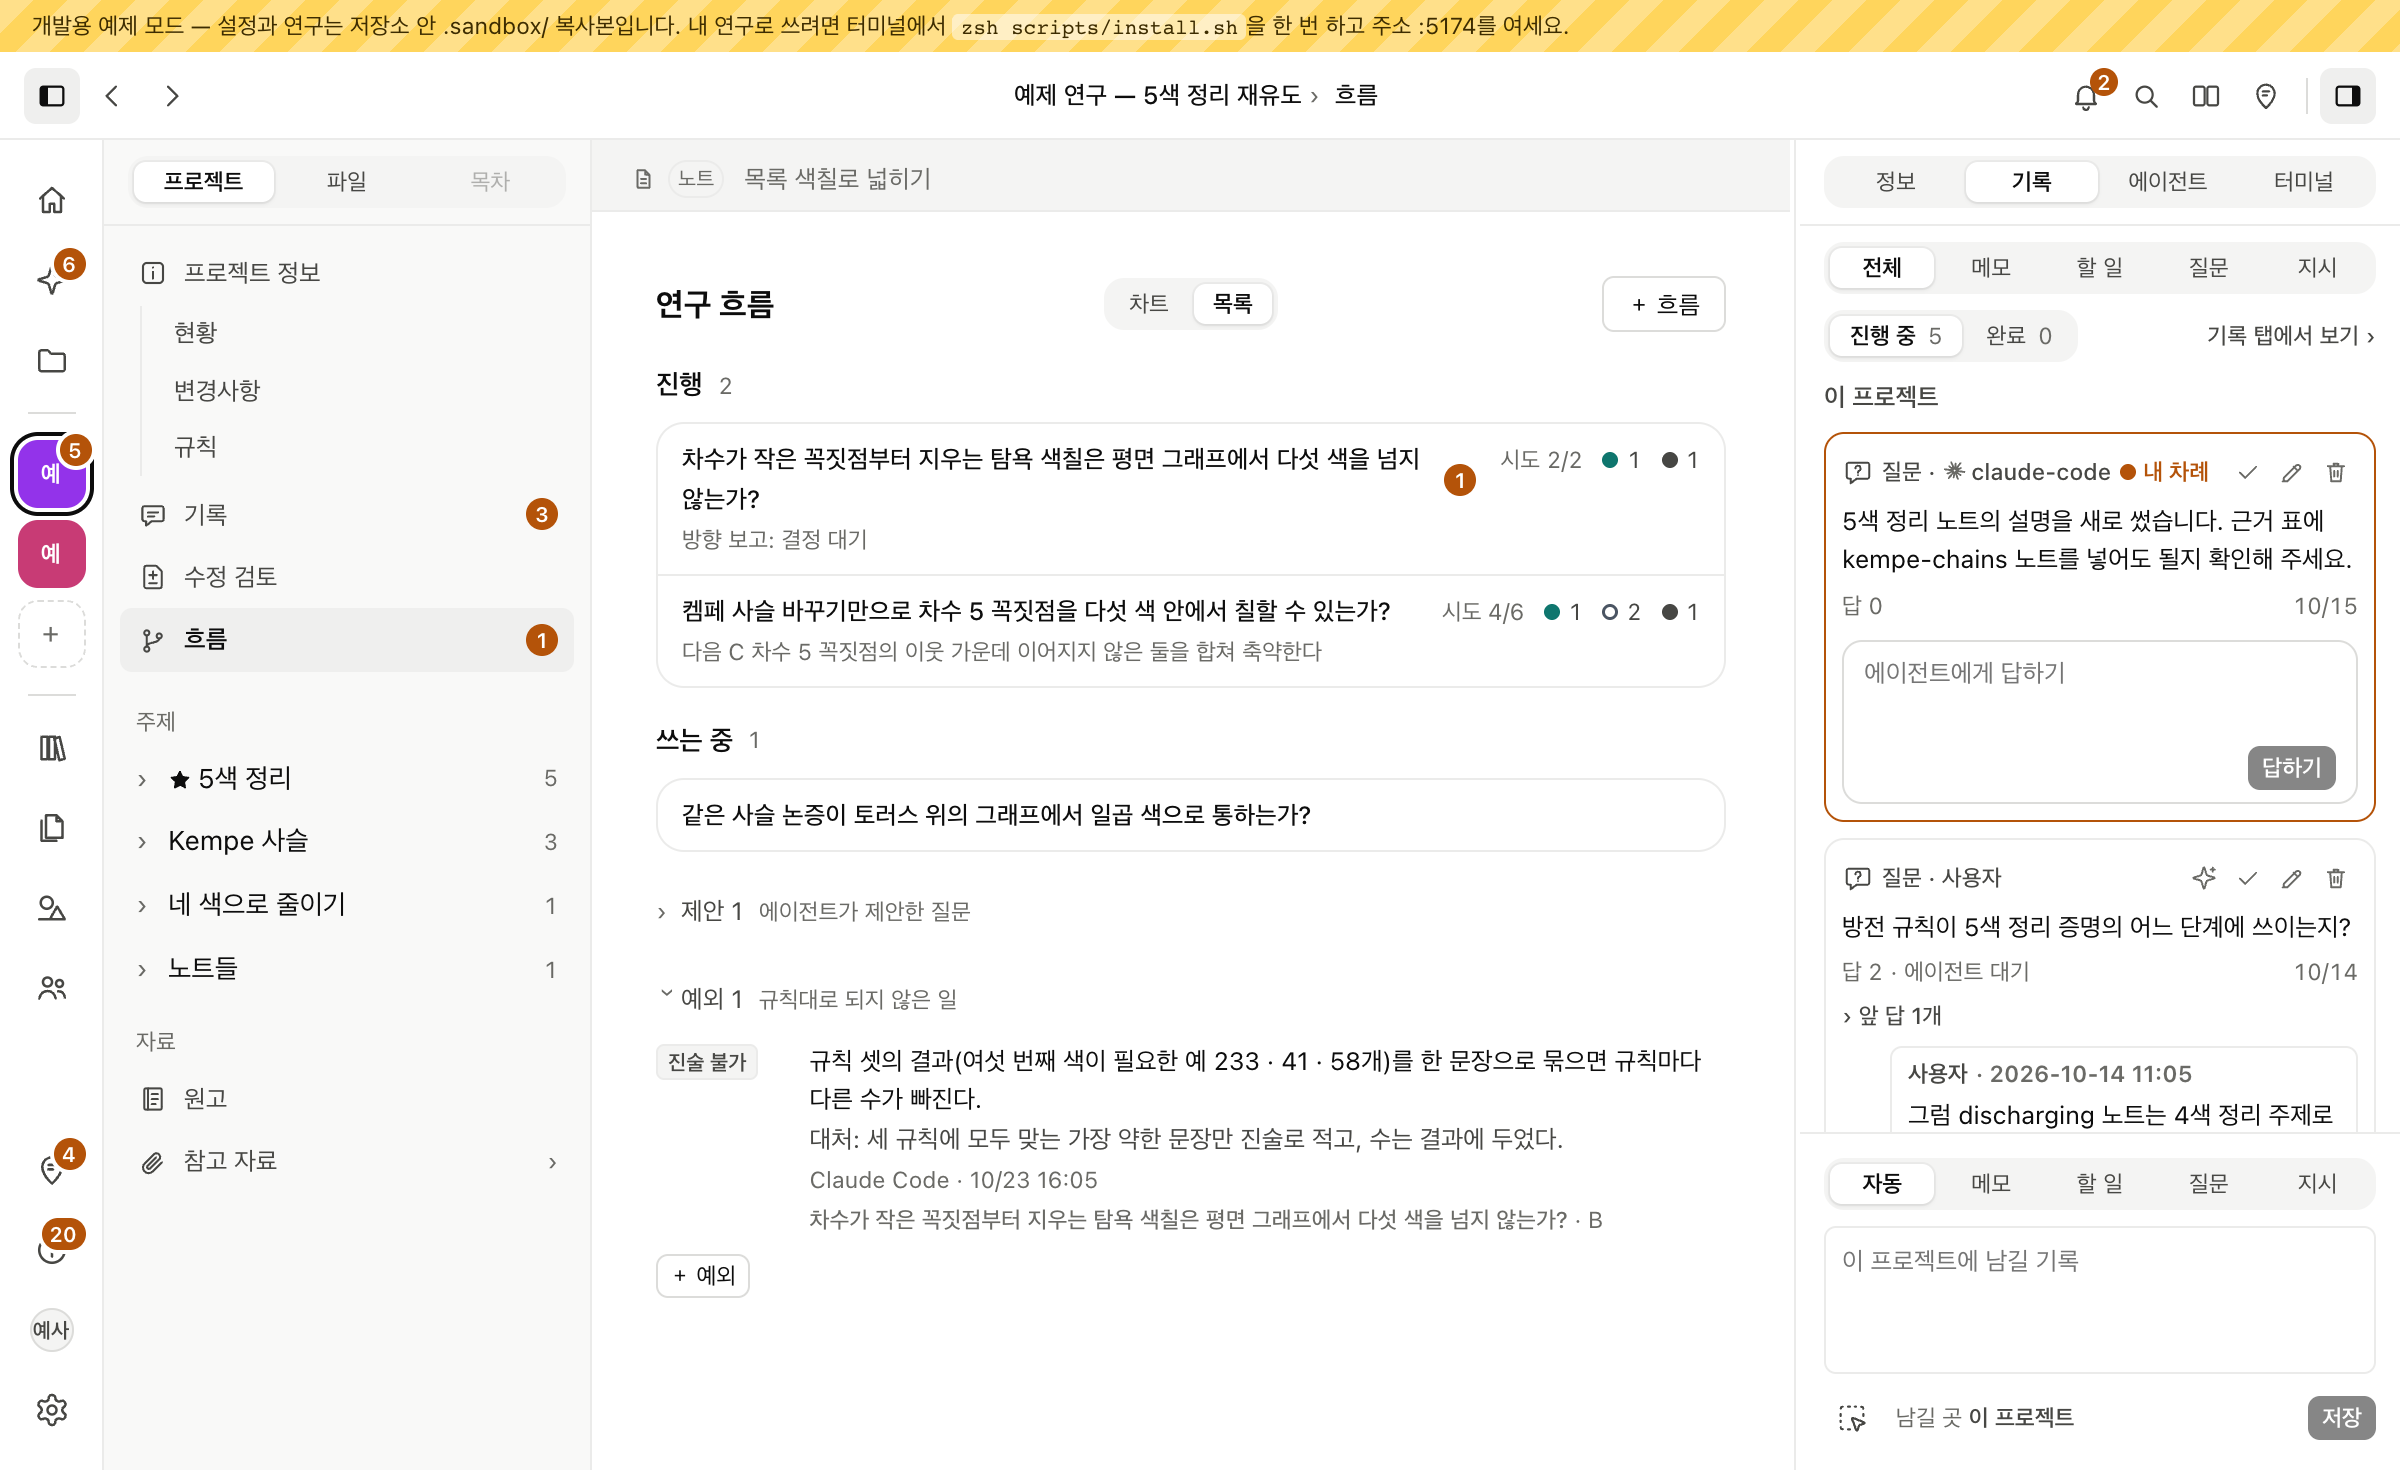 개발용 예제 모드 — 설정과 연구는 저장소 안 .sandbox/ 복사본입니다. 내 연구로 쓰려면 터미널에서 zsh scripts/install.sh을 한 번 하고 주소 :5174를 여세요.
예제 연구 — 5색 정리 재유도 › 흐름
2
6
5
예
예
+
4
20
예사
프로젝트 파일 목차
프로젝트 정보
현황
변경사항
규칙
기록 3
수정 검토
흐름 1
주제
› ★ 5색 정리 5
› Kempe 사슬 3
› 네 색으로 줄이기 1
› 노트들 1
자료
원고
참고 자료 ›
노트 목록 색칠로 넓히기
연구 흐름 차트 목록 + 흐름
진행 2
차수가 작은 꼭짓점부터 지우는 탐욕 색칠은 평면 그래프에서 다섯 색을 넘지
않는가?
1 시도 2/2 1 1
방향 보고: 결정 대기
켐페 사슬 바꾸기만으로 차수 5 꼭짓점을 다섯 색 안에서 칠할 수 있는가? 시도 4/6 1 2 1
다음 C 차수 5 꼭짓점의 이웃 가운데 이어지지 않은 둘을 합쳐 축약한다
쓰는 중 1
같은 사슬 논증이 토러스 위의 그래프에서 일곱 색으로 통하는가?
› 제안 1 에이전트가 제안한 질문
예외 1 규칙대로 되지 않은 일
진술 불가 규칙 셋의 결과(여섯 번째 색이 필요한 예 233 · 41 · 58개)를 한 문장으로 묶으면 규칙마다
다른 수가 빠진다.
대처: 세 규칙에 모두 맞는 가장 약한 문장만 진술로 적고, 수는 결과에 두었다.
Claude Code · 10/23 16:05
차수가 작은 꼭짓점부터 지우는 탐욕 색칠은 평면 그래프에서 다섯 색을 넘지 않는가? · B
+ 예외
정보 기록 에이전트 터미널
전체 메모 할 일 질문 지시
진행 중 5 완료 0 기록 탭에서 보기 ›
이 프로젝트
질문 · claude-code 내 차례
5색 정리 노트의 설명을 새로 썼습니다. 근거 표에
kempe-chains 노트를 넣어도 될지 확인해 주세요.
답 0 10/15
에이전트에게 답하기
답하기
질문 · 사용자
방전 규칙이 5색 정리 증명의 어느 단계에 쓰이는지?
답 2 · 에이전트 대기 10/14
› 앞 답 1개
사용자 · 2026-10-14 11:05
그럼 discharging 노트는 4색 정리 주제로
자동 메모 할 일 질문 지시
이 프로젝트에 남길 기록
남길 곳 이 프로젝트 저장